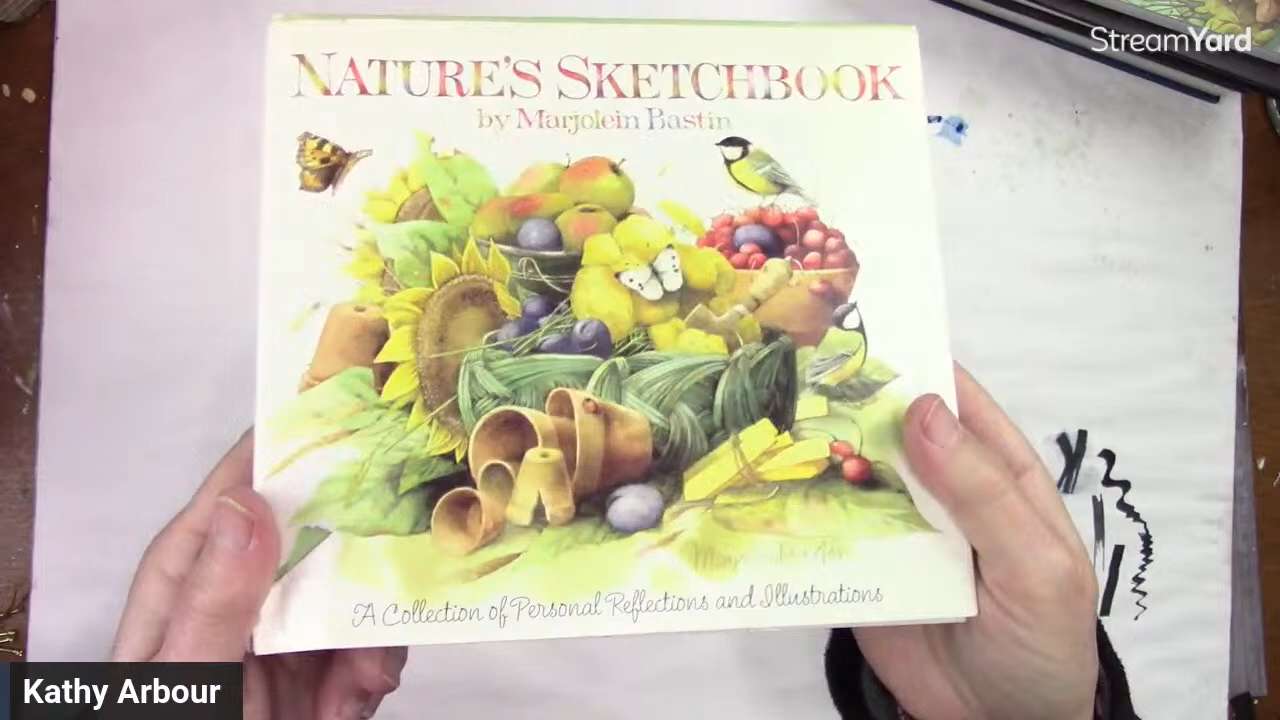 StreamYard
NATURE'S SKETCHBOOK
by Marjolein Bastin
A Collection of Personal Reflections and Illustrations
Kathy Arbour